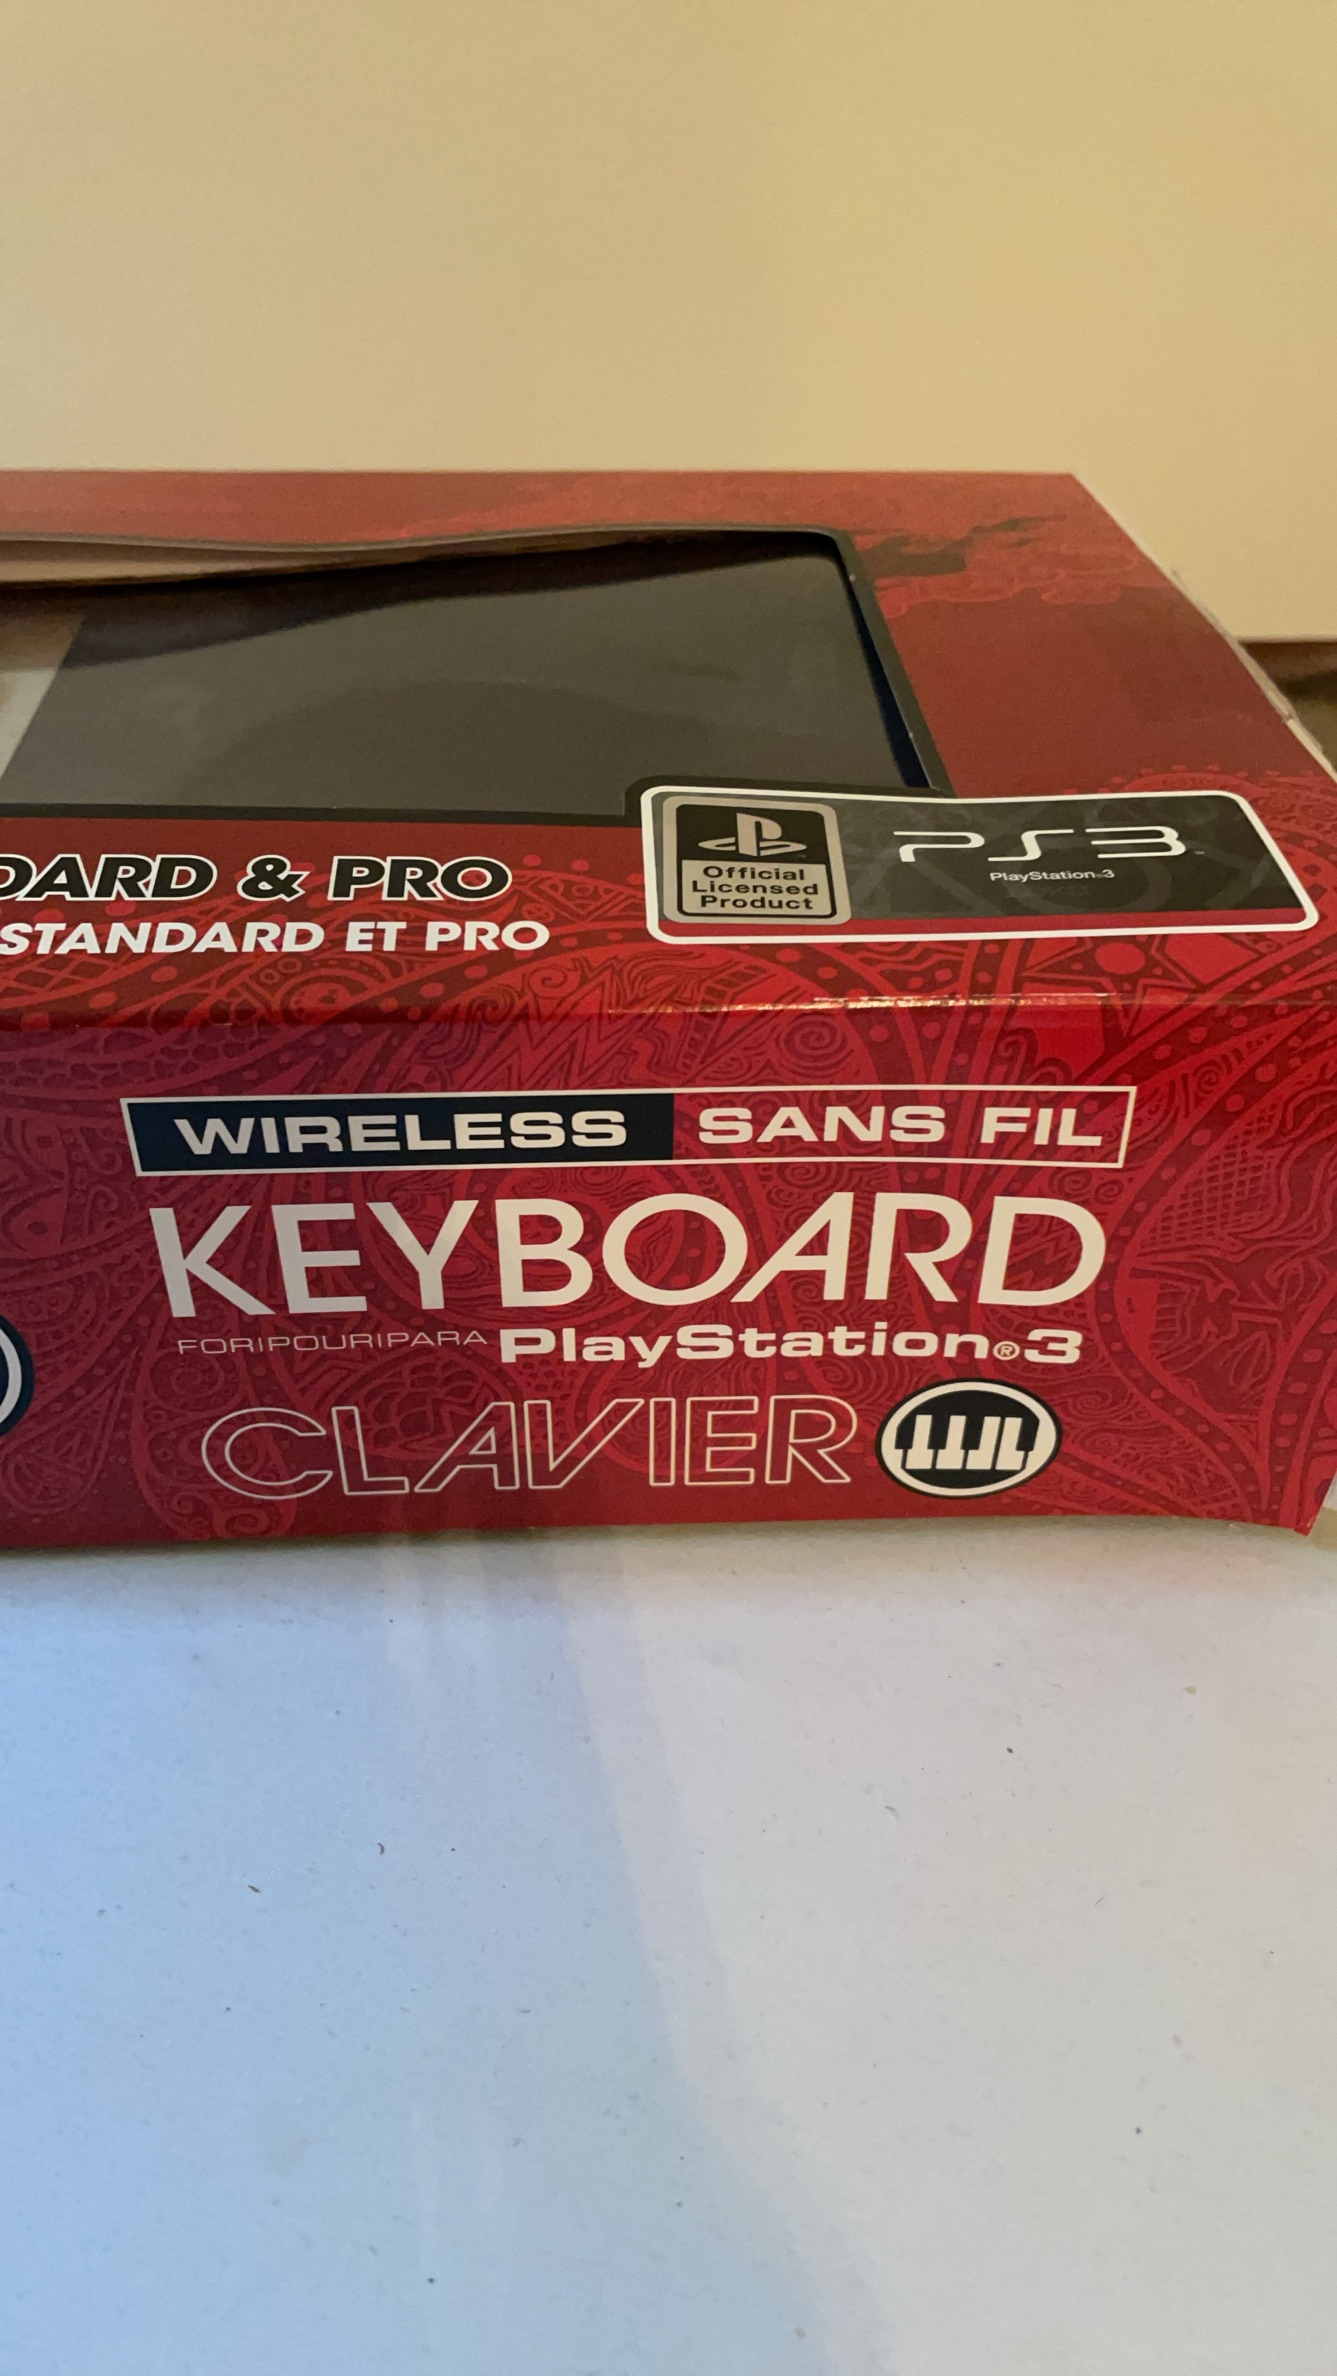 Official
Licensed
Product
PS3
PlayStation®3
& PRO
STANDARD ET PRO
WIRELESS SANS FIL
KEYBOARD
FOR|POUR|PARA PlayStation®3
CLAVIER